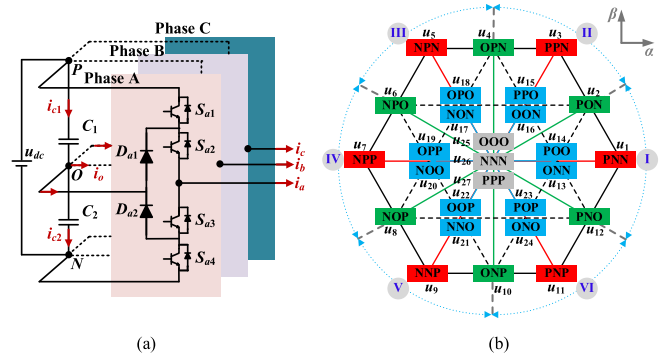 Phase C
Phase B
Phase A
P
i_c1
C_1
u_dc
O
i_o
C_2
i_c2
N
D_a1
D_a2
S_a1
S_a2
S_a3
S_a4
i_c
i_b
i_a
(a)
β
α
III
II
IV
I
V
VI
u_5
NPN
u_4
OPN
u_3
PPN
u_6
NPO
u_18
OPO
NON
u_17
u_15
PPO
OON
u_16
u_2
PON
u_7
NPP
u_19
OPP
NOO
u_20
u_25
OOO
u_26
NNN
u_27
PPP
u_14
POO
ONN
u_13
u_1
PNN
NOP
u_8
u_22
OOP
NNO
u_21
u_23
POP
ONO
u_24
PNO
u_12
NNP
u_9
ONP
u_10
PNP
u_11
(b)